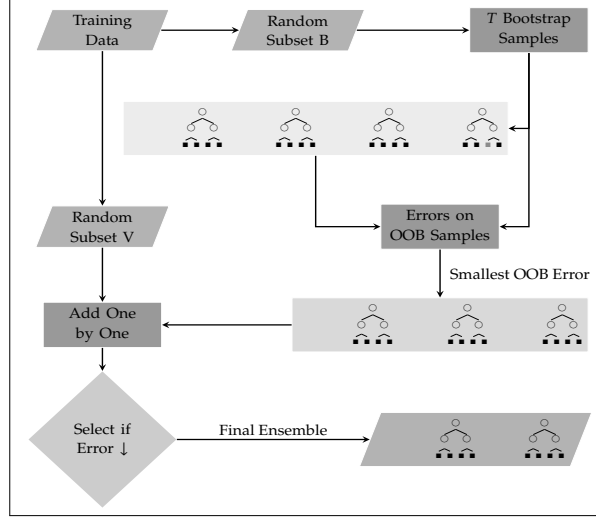 Training
Data
Random
Subset B
T Bootstrap
Samples
Random
Subset V
Errors on
OOB Samples
Smallest OOB Error
Add One
by One
Select if
Error ↓
Final Ensemble